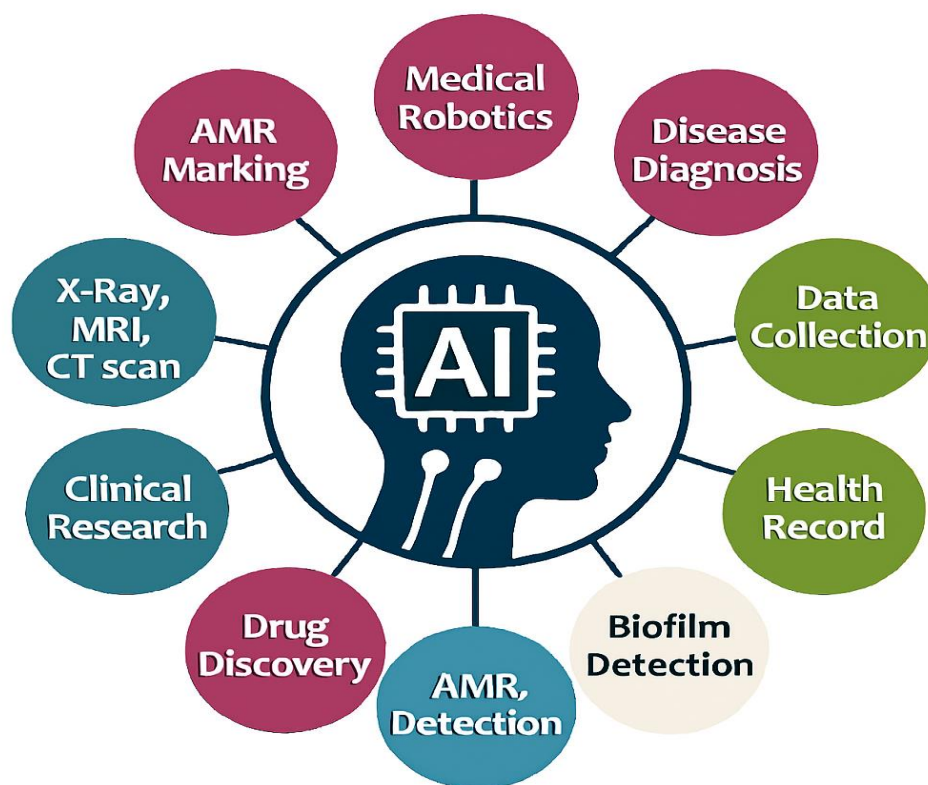 Medical
Robotics
AMR
Marking
Disease
Diagnosis
X-Ray,
MRI,
CT scan
AI
Data
Collection
Clinical
Research
Health
Record
Drug
Discovery
AMR,
Detection
Biofilm
Detection